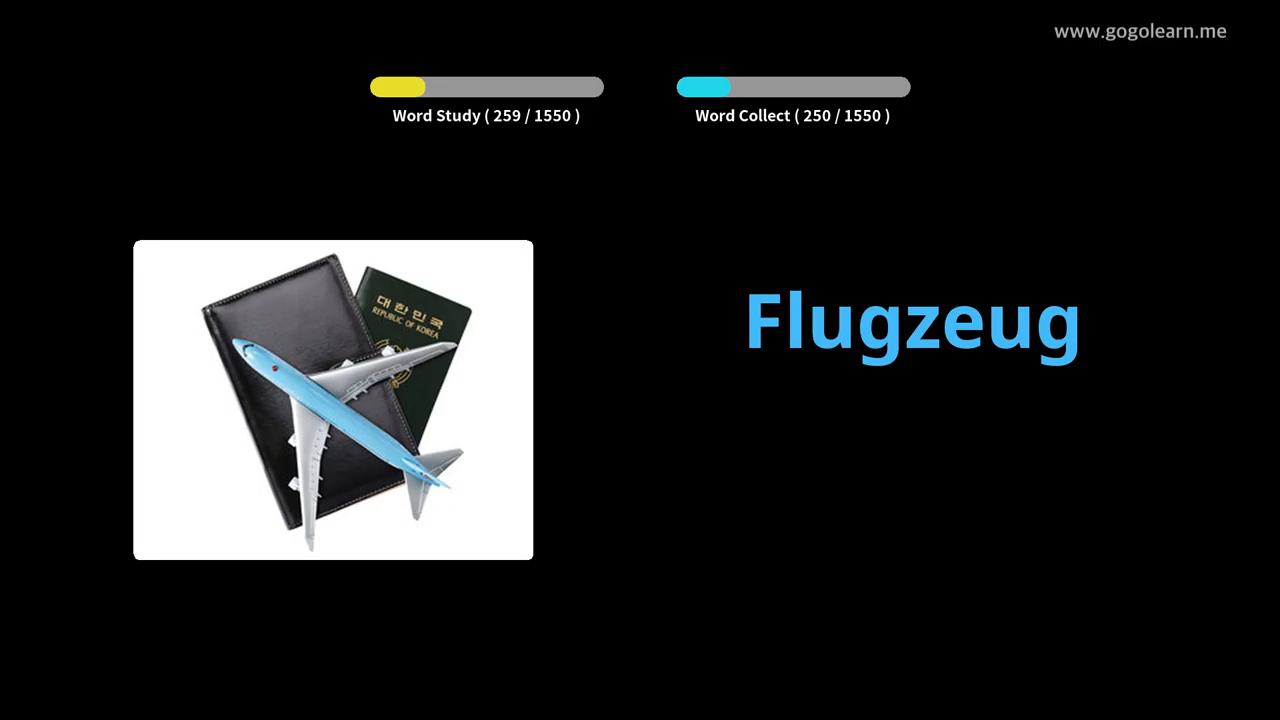 www.gogolearn.me
Word Study ( 259 / 1550 )
Word Collect ( 250 / 1550 )
대한민국
REPUBLIC OF KOREA
Flugzeug